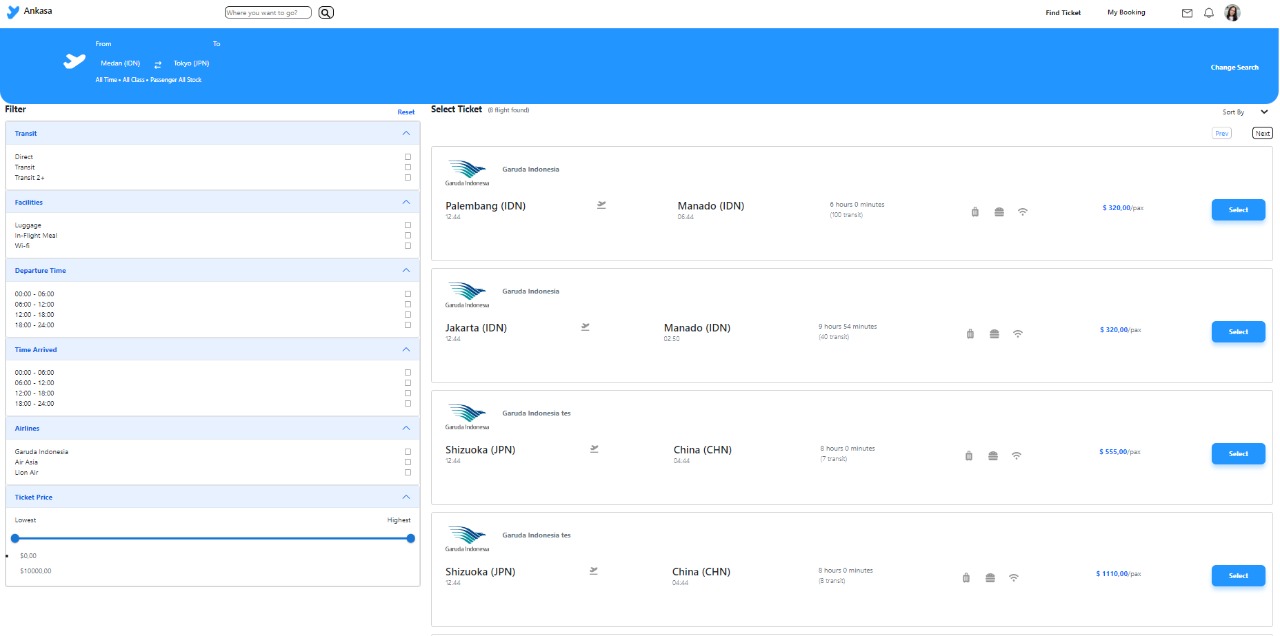 Ankasa
Where you want to go?
Find Ticket
My Booking
From
To
Medan (IDN)
Tokyo (JPN)
All Time • All Class • Passenger All Stock
Change Search
Filter
Reset
Transit
Direct
Transit
Transit 2+
Facilities
Luggage
In-Flight Meal
Wi-fi
Departure Time
00:00 - 06:00
06:00 - 12:00
12:00 - 18:00
18:00 - 24:00
Time Arrived
00:00 - 06:00
06:00 - 12:00
12:00 - 18:00
18:00 - 24:00
Airlines
Garuda Indonesia
Air Asia
Lion Air
Ticket Price
Lowest
Highest
$0,00
$10000,00
Select Ticket
flight found)
Sort By
Prev
Next
Garuda Indonesia
Garuda Indonesia
Palembang (IDN)
12:44
Manado (IDN)
06:44
6 hours 0 minutes
(100 transit)
$ 320,00/pax
Select
Garuda Indonesia
Garuda Indonesia
Jakarta (IDN)
12:44
Manado (IDN)
02:50
9 hours 54 minutes
(40 transit)
$ 320,00/pax
Select
Garuda Indonesia
Garuda Indonesia tes
Shizuoka (JPN)
12:44
China (CHN)
04:44
8 hours 0 minutes
(7 transit)
$ 555,00/pax
Select
Garuda Indonesia
Garuda Indonesia tes
Shizuoka (JPN)
12:44
China (CHN)
04:44
8 hours 0 minutes
(8 transit)
$ 1110,00/pax
Select